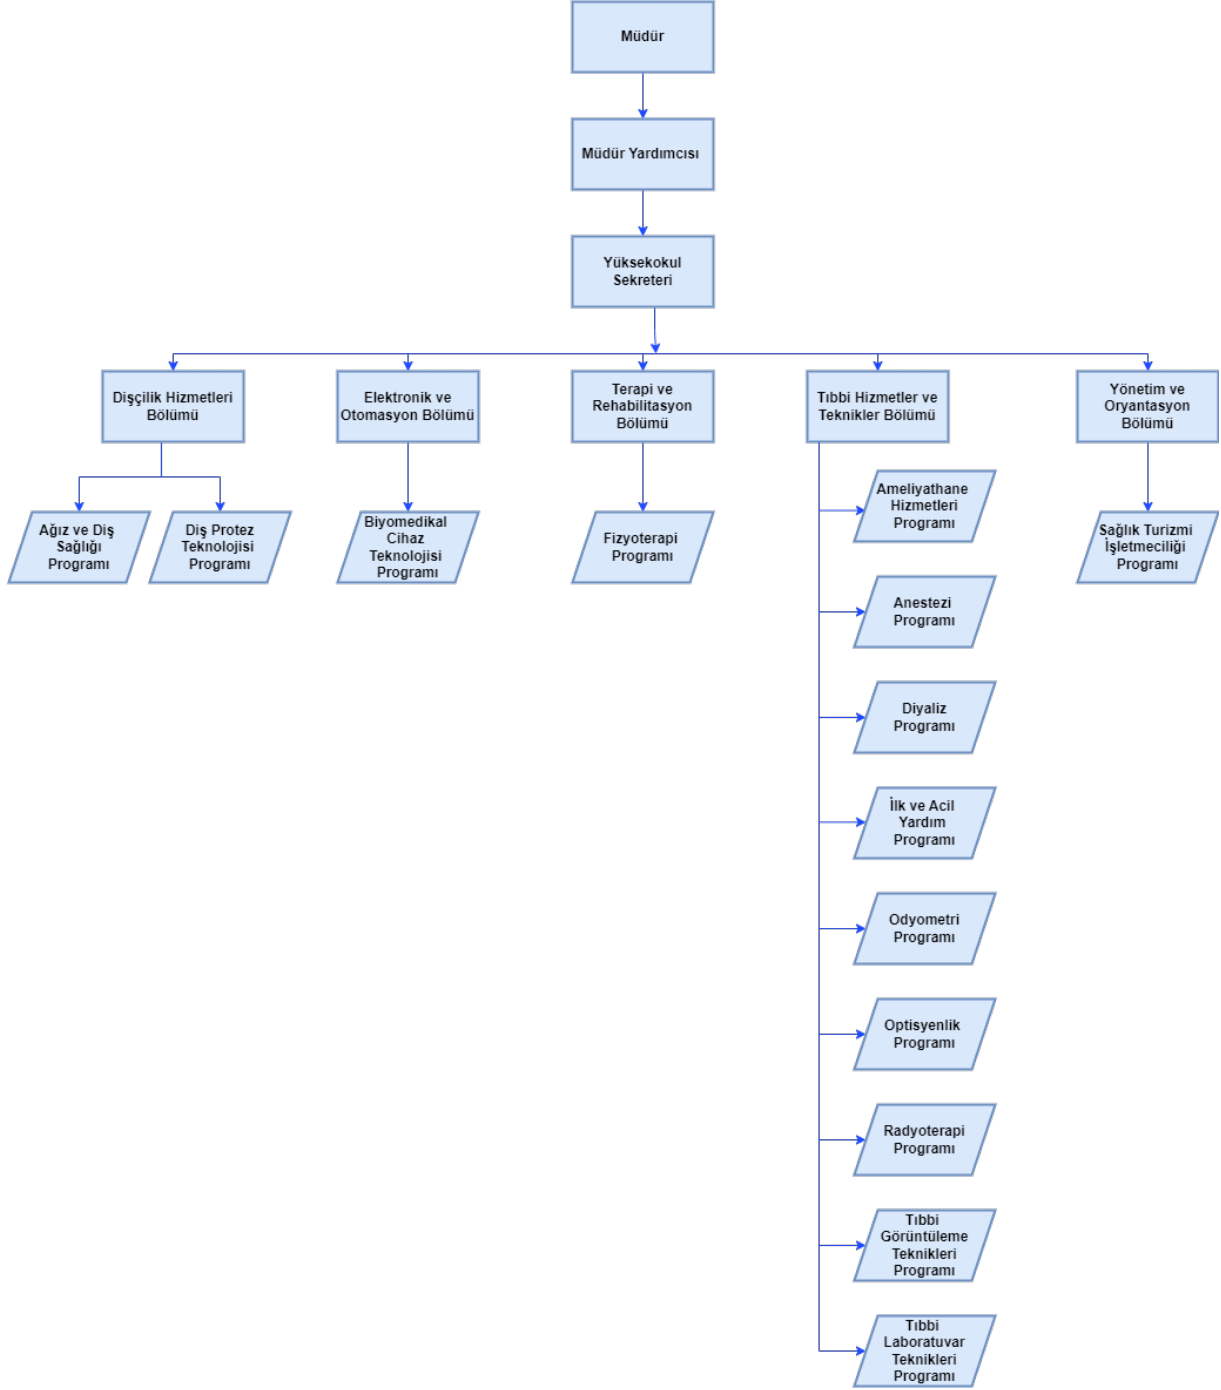 Müdür
Müdür Yardımcısı
Yüksekokul
Sekreteri
Dişçilik Hizmetleri
Bölümü
Elektronik ve
Otomasyon Bölümü
Terapi ve
Rehabilitasyon
Bölümü
Tıbbi Hizmetler ve
Teknikler Bölümü
Yönetim ve
Oryantasyon
Bölümü
Ağız ve Diş
Sağlığı
Programı
Diş Protez
Teknolojisi
Programı
Biyomedikal
Cihaz
Teknolojisi
Programı
Fizyoterapi
Programı
Ameliyathane
Hizmetleri
Programı
Sağlık Turizmi
İşletmeciliği
Programı
Anestezi
Programı
Diyaliz
Programı
İlk ve Acil
Yardım
Programı
Odyometri
Programı
Optisyenlik
Programı
Radyoterapi
Programı
Tıbbi
Görüntüleme
Teknikleri
Programı
Tıbbi
Laboratuvar
Teknikleri
Programı